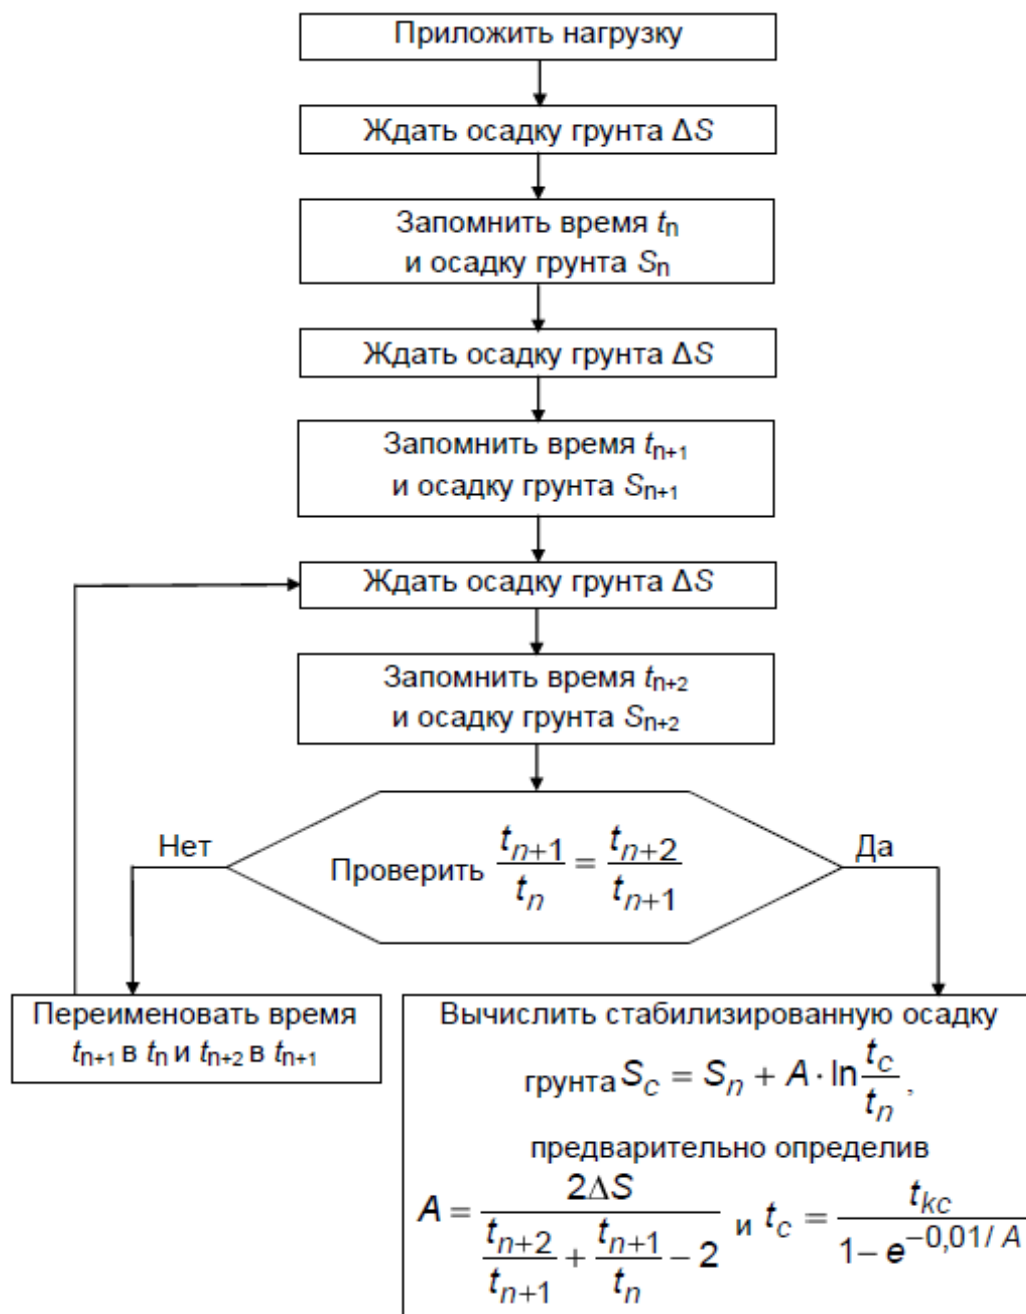 Приложить нагрузку
Ждать осадку грунта ΔS
Запомнить время tₙ
и осадку грунта Sₙ
Ждать осадку грунта ΔS
Запомнить время tₙ₊₁
и осадку грунта Sₙ₊₁
Ждать осадку грунта ΔS
Запомнить время tₙ₊₂
и осадку грунта Sₙ₊₂
Нет
Проверить tₙ₊₁/tₙ = tₙ₊₂/tₙ₊₁
Да
Переименовать время
tₙ₊₁ в tₙ и tₙ₊₂ в tₙ₊₁
Вычислить стабилизированную осадку
грунта S_c = Sₙ + A · ln t_c/tₙ,
предварительно определив
A = 2ΔS/(tₙ₊₂/tₙ₊₁ + tₙ₊₁/tₙ − 2) и t_c = t_kc/(1 − e^(−0,01/A))